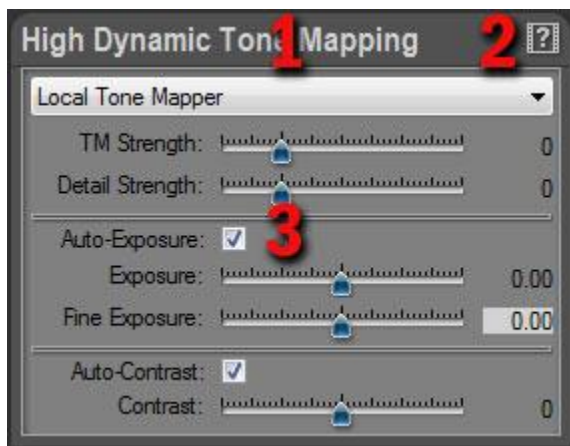 High Dynamic Tone Mapping ?
1 2
Local Tone Mapper
TM Strength: 0
Detail Strength: 0
3
Auto-Exposure:
Exposure: 0.00
Fine Exposure: 0.00
Auto-Contrast:
Contrast: 0